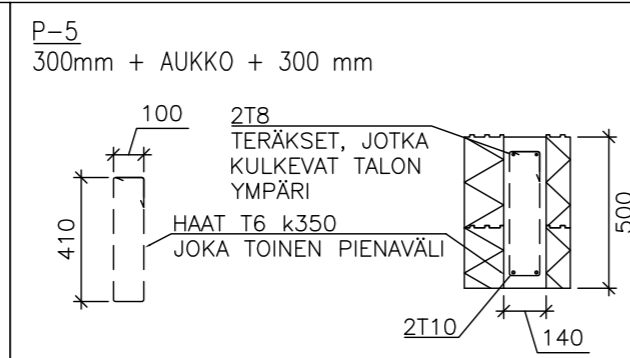 P-5
300mm + AUKKO + 300 mm
100
2T8
TERÄKSET, JOTKA
KULKEVAT TALON
YMPÄRI
410
HAAT T6 k350
JOKA TOINEN PIENAVÄLI
500
2T10
140